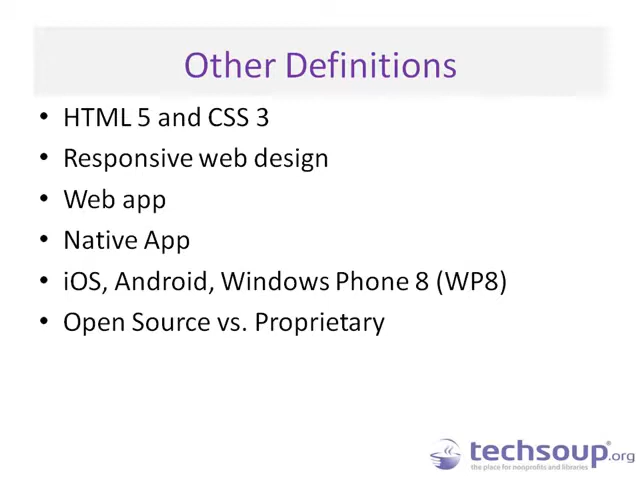 Other Definitions
• HTML 5 and CSS 3
• Responsive web design
• Web app
• Native App
• iOS, Android, Windows Phone 8 (WP8)
• Open Source vs. Proprietary
techsoup®.org
the place for nonprofits and libraries